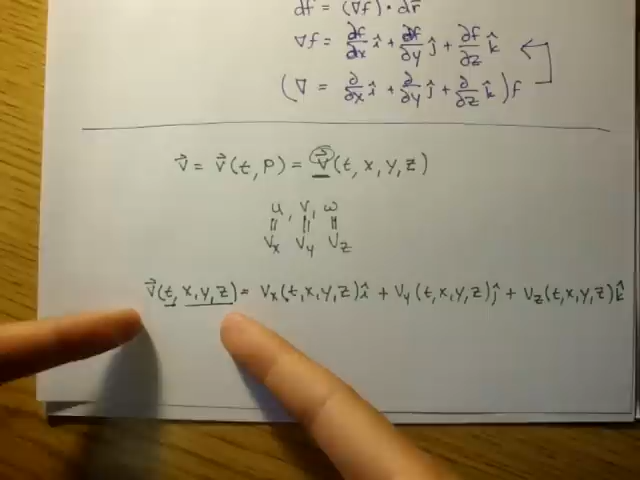 df = (∇f) · dr⃗
∇f = ∂f/∂x î + ∂f/∂y ĵ + ∂f/∂z k̂
(∇ = ∂/∂x î + ∂/∂y ĵ + ∂/∂z k̂) f
v⃗ = v⃗(t, P) = v⃗(t, x, y, z)
u, v, w
|| || ||
Vx Vy Vz
v⃗(t, x, y, z) = Vx(t, x, y, z) î + Vy(t, x, y, z) ĵ + Vz(t, x, y, z) k̂